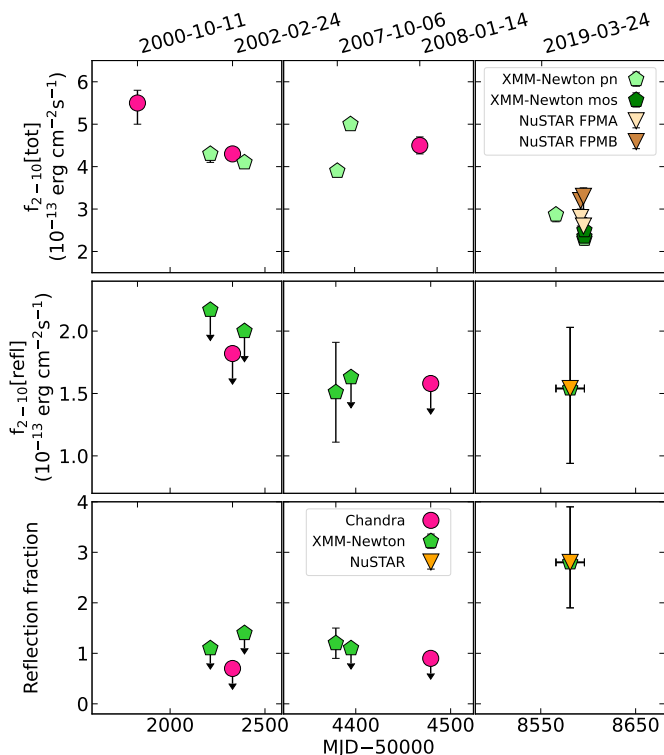 2000-10-11 2002-02-24 2007-10-06 2008-01-14 2019-03-24
6
5
4
3
2
f2−10[tot]
(10−13 erg cm−2s−1)
XMM-Newton pn
XMM-Newton mos
NuSTAR FPMA
NuSTAR FPMB
2.0
1.5
1.0
f2−10[refl]
(10−13 erg cm−2s−1)
4
3
2
1
0
Reflection fraction
Chandra
XMM-Newton
NuSTAR
2000 2500 4400 4500 8550 8650
MJD−50000